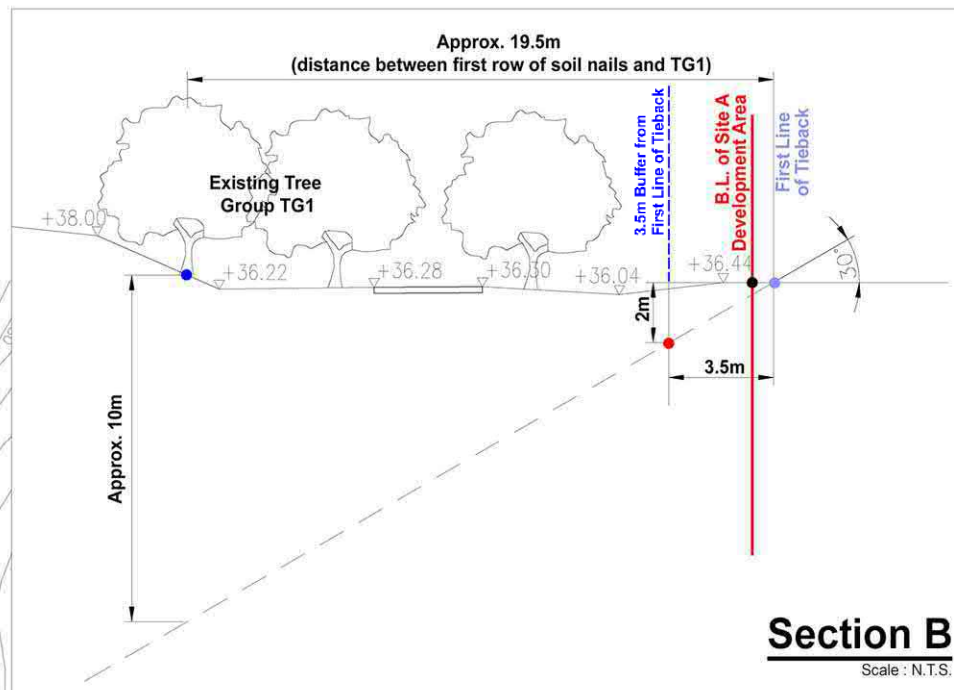 Approx. 19.5m
(distance between first row of soil nails and TG1)
3.5m Buffer from
First Line of Tieback
B.L. of Site A
Development Area
First Line
of Tieback
Existing Tree
Group TG1
+38.00
+36.22
+36.28
+36.30
+36.04
+36.44
30°
2m
3.5m
Approx. 10m
Section B
Scale : N.T.S.